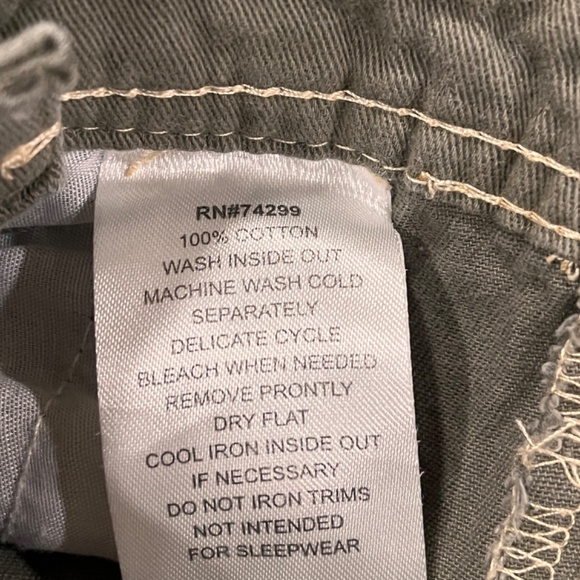 RN#74299
100% COTTON
WASH INSIDE OUT
MACHINE WASH COLD
SEPARATELY
DELICATE CYCLE
BLEACH WHEN NEEDED
REMOVE PRONTLY
DRY FLAT
COOL IRON INSIDE OUT
IF NECESSARY
DO NOT IRON TRIMS
NOT INTENDED
FOR SLEEPWEAR